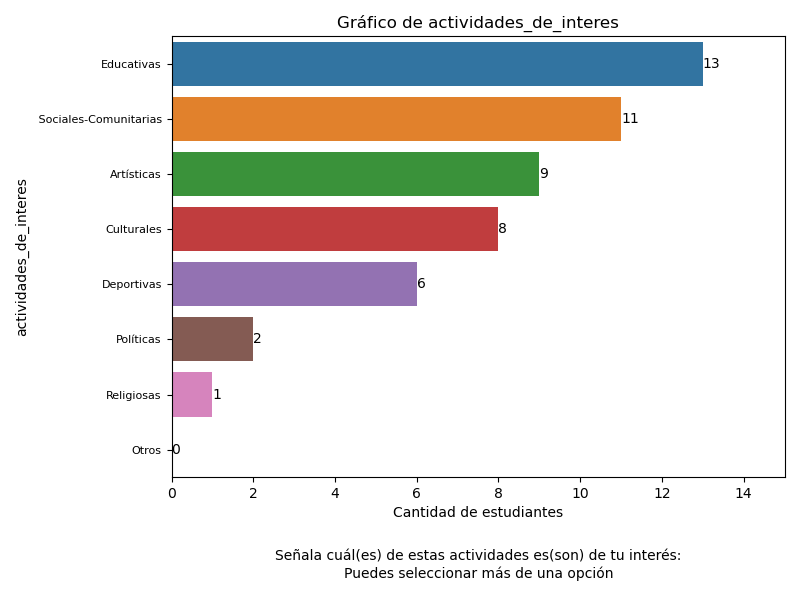 Gráfico de actividades_de_interes
actividades_de_interes
Educativas
13
Sociales-Comunitarias
11
Artísticas
9
Culturales
8
Deportivas
6
Políticas
2
Religiosas
1
Otros
0
0 2 4 6 8 10 12 14
Cantidad de estudiantes
Señala cuál(es) de estas actividades es(son) de tu interés:
Puedes seleccionar más de una opción